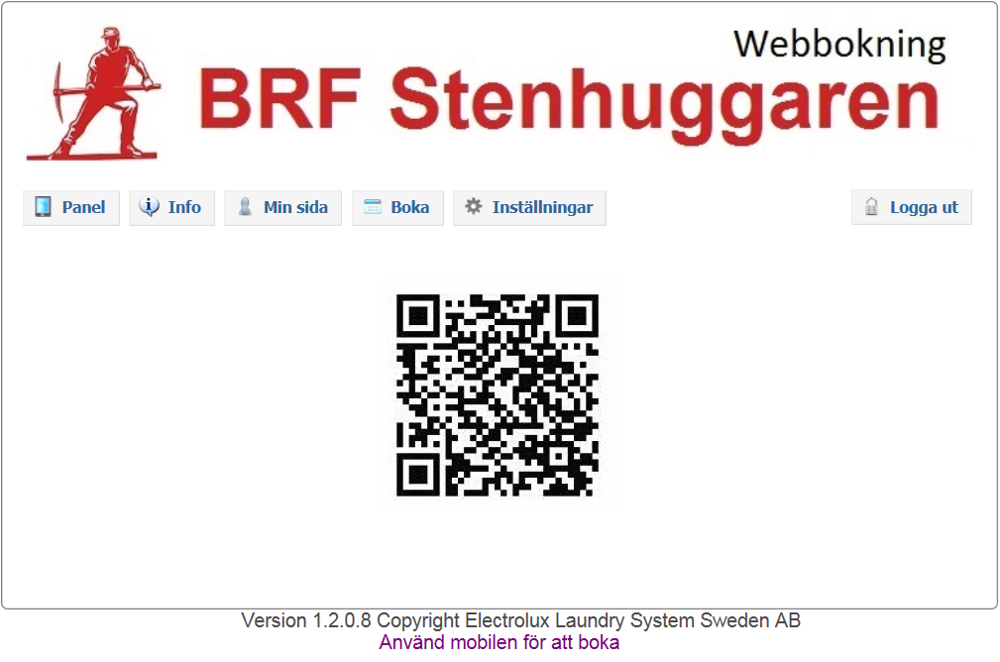 Webbokning
BRF Stenhuggaren
Panel Info Min sida Boka Inställningar Logga ut
Version 1.2.0.8 Copyright Electrolux Laundry System Sweden AB
Använd mobilen för att boka